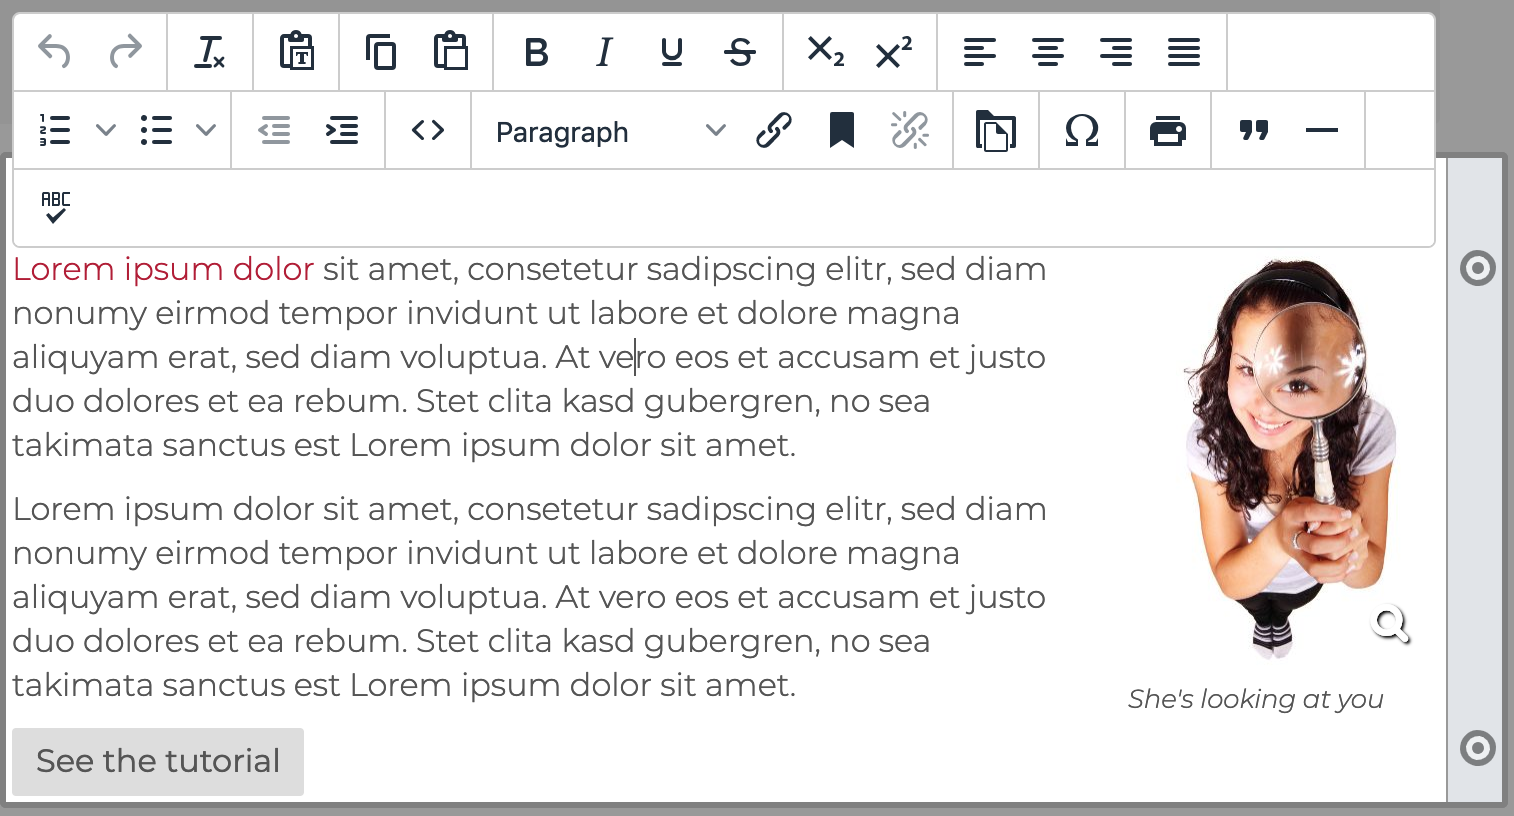 B I U S X₂ X²
Paragraph
Ω
ABC
Lorem ipsum dolor sit amet, consetetur sadipscing elitr, sed diam
nonumy eirmod tempor invidunt ut labore et dolore magna
aliquyam erat, sed diam voluptua. At vero eos et accusam et justo
duo dolores et ea rebum. Stet clita kasd gubergren, no sea
takimata sanctus est Lorem ipsum dolor sit amet.
Lorem ipsum dolor sit amet, consetetur sadipscing elitr, sed diam
nonumy eirmod tempor invidunt ut labore et dolore magna
aliquyam erat, sed diam voluptua. At vero eos et accusam et justo
duo dolores et ea rebum. Stet clita kasd gubergren, no sea
takimata sanctus est Lorem ipsum dolor sit amet.
She's looking at you
See the tutorial